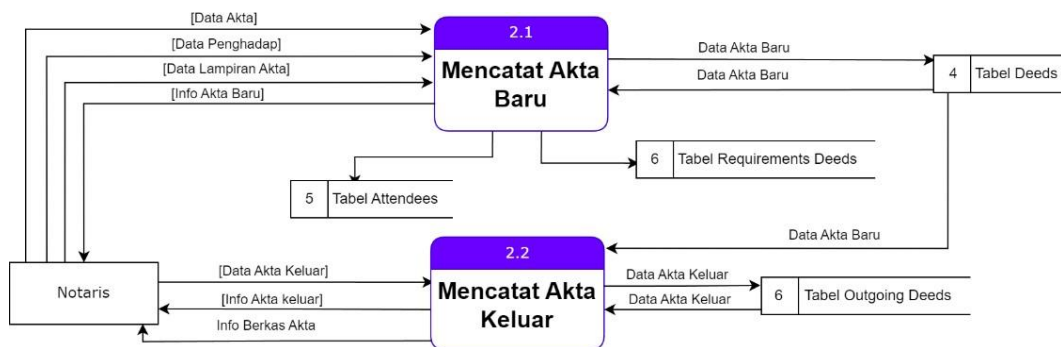 [Data Akta]
[Data Penghadap]
[Data Lampiran Akta]
[Info Akta Baru]
2.1
Mencatat Akta
Baru
Data Akta Baru
Data Akta Baru
4 Tabel Deeds
6 Tabel Requirements Deeds
5 Tabel Attendees
Data Akta Baru
Notaris
[Data Akta Keluar]
[Info Akta keluar]
Info Berkas Akta
2.2
Mencatat Akta
Keluar
Data Akta Keluar
Data Akta Keluar
6 Tabel Outgoing Deeds